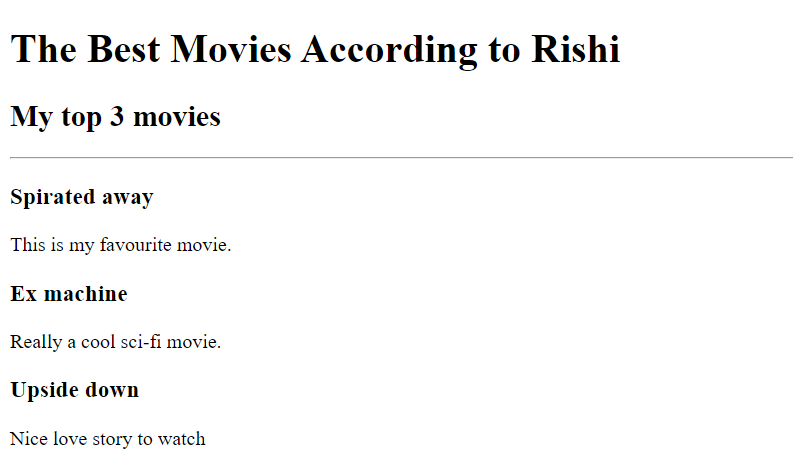 The Best Movies According to Rishi
My top 3 movies
Spirated away
This is my favourite movie.
Ex machine
Really a cool sci-fi movie.
Upside down
Nice love story to watch